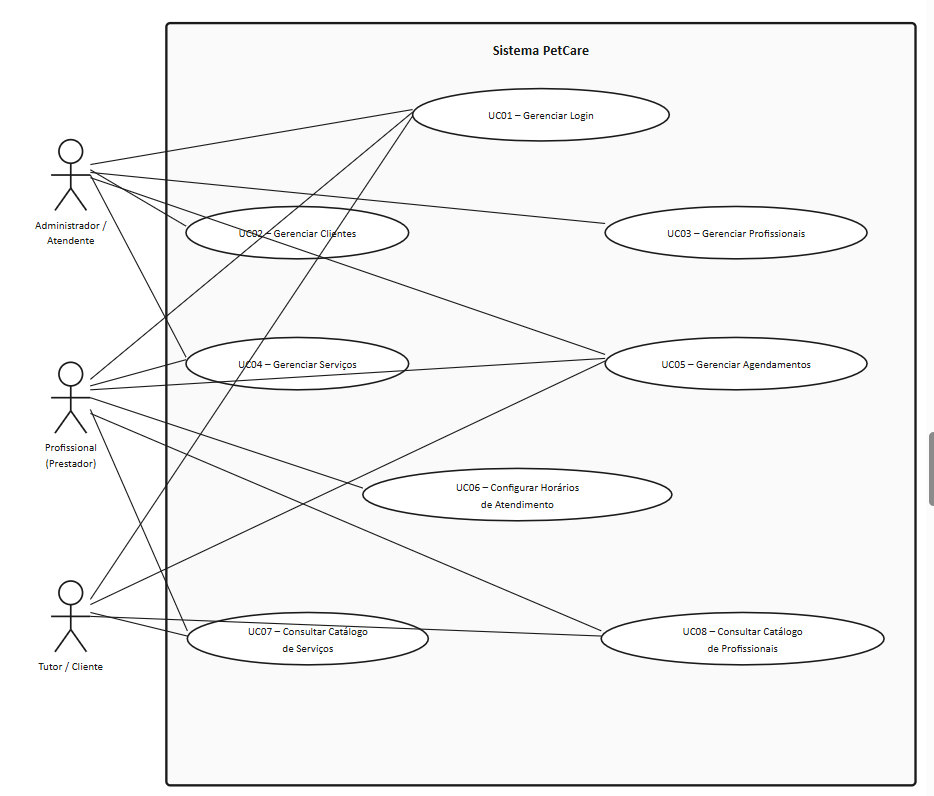 Sistema PetCare
UC01 – Gerenciar Login
Administrador /
Atendente
UC02 – Gerenciar Clientes
UC03 – Gerenciar Profissionais
UC04 – Gerenciar Serviços
UC05 – Gerenciar Agendamentos
Profissional
(Prestador)
UC06 – Configurar Horários
de Atendimento
UC07 – Consultar Catálogo
de Serviços
UC08 – Consultar Catálogo
de Profissionais
Tutor / Cliente